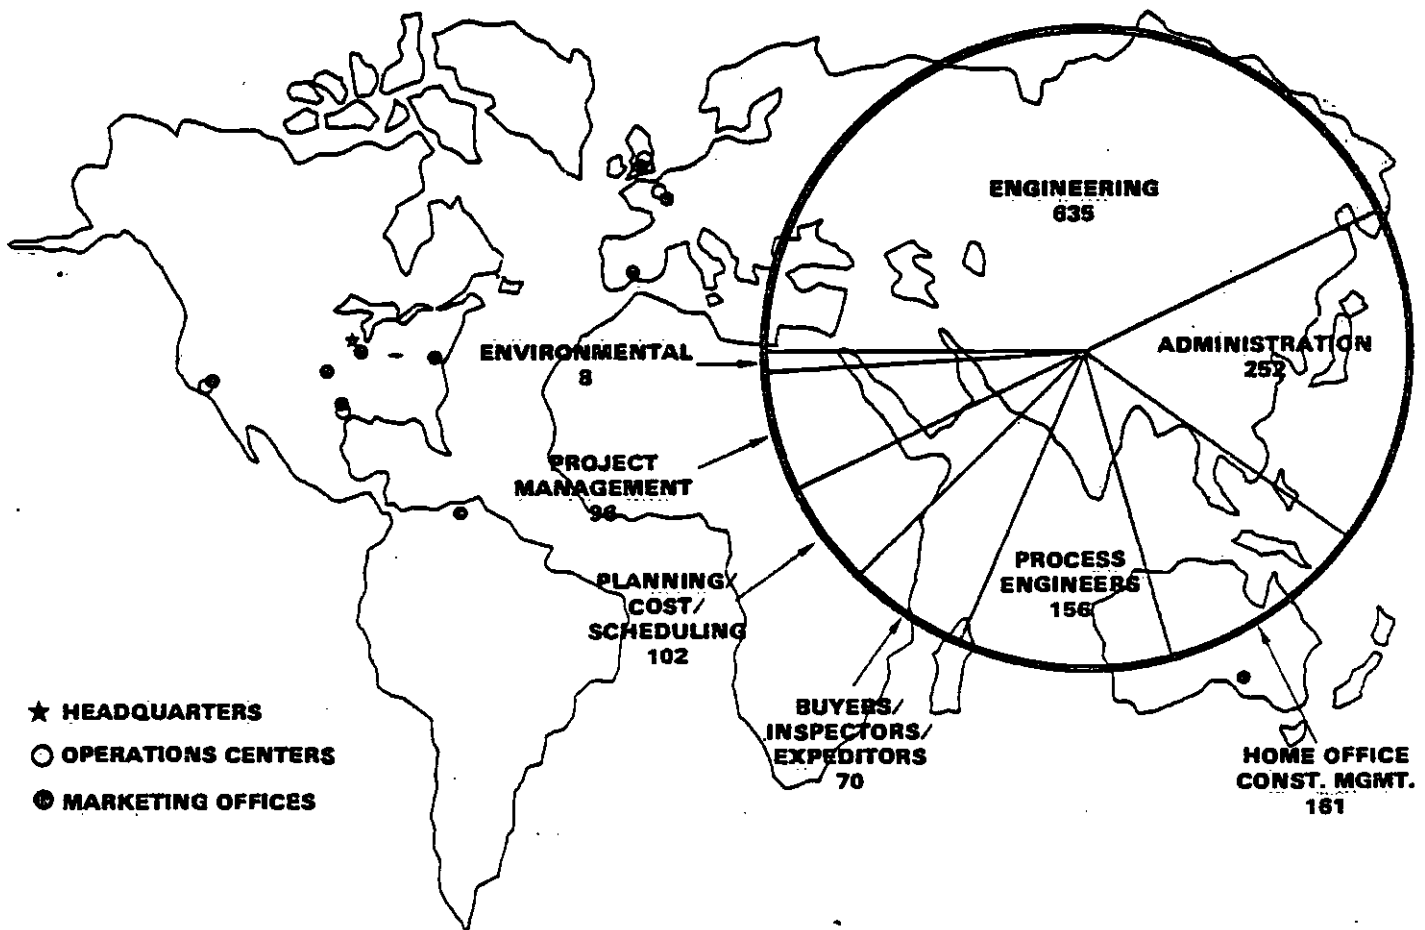 ENGINEERING
635
ADMINISTRATION
252
ENVIRONMENTAL
8
PROJECT
MANAGEMENT
96
PLANNING/
COST/
SCHEDULING
102
PROCESS
ENGINEERS
156
BUYERS/
INSPECTORS/
EXPEDITORS
70
HOME OFFICE
CONST. MGMT.
161
★ HEADQUARTERS
OPERATIONS CENTERS
MARKETING OFFICES